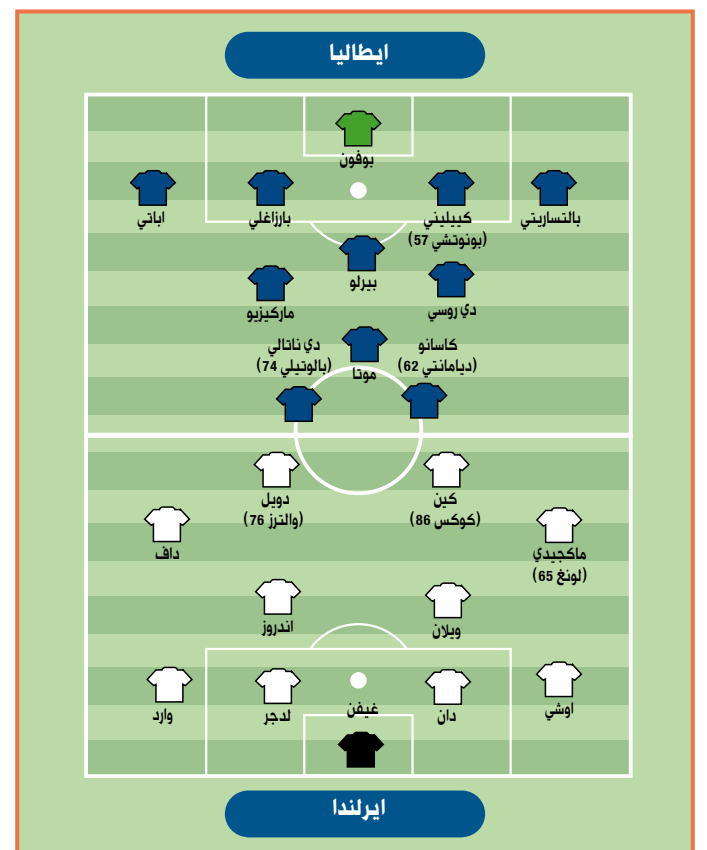 ايطاليا
بوفون
بالتساريتي
كييليني
(بونوتشي 57)
بارزاغلي
اباتي
بيرلو
دي روسي
ماركيزيو
كاسانو
(ديامانتي 62)
موتا
دي ناتالي
(بالوتيلي 74)
كين
(كوكس 86)
دويل
(والترز 76)
ماكجيدي
(لونغ 65)
داف
ويلان
اندروز
اوشي
دان
غيفن
لدجر
وارد
ايرلندا